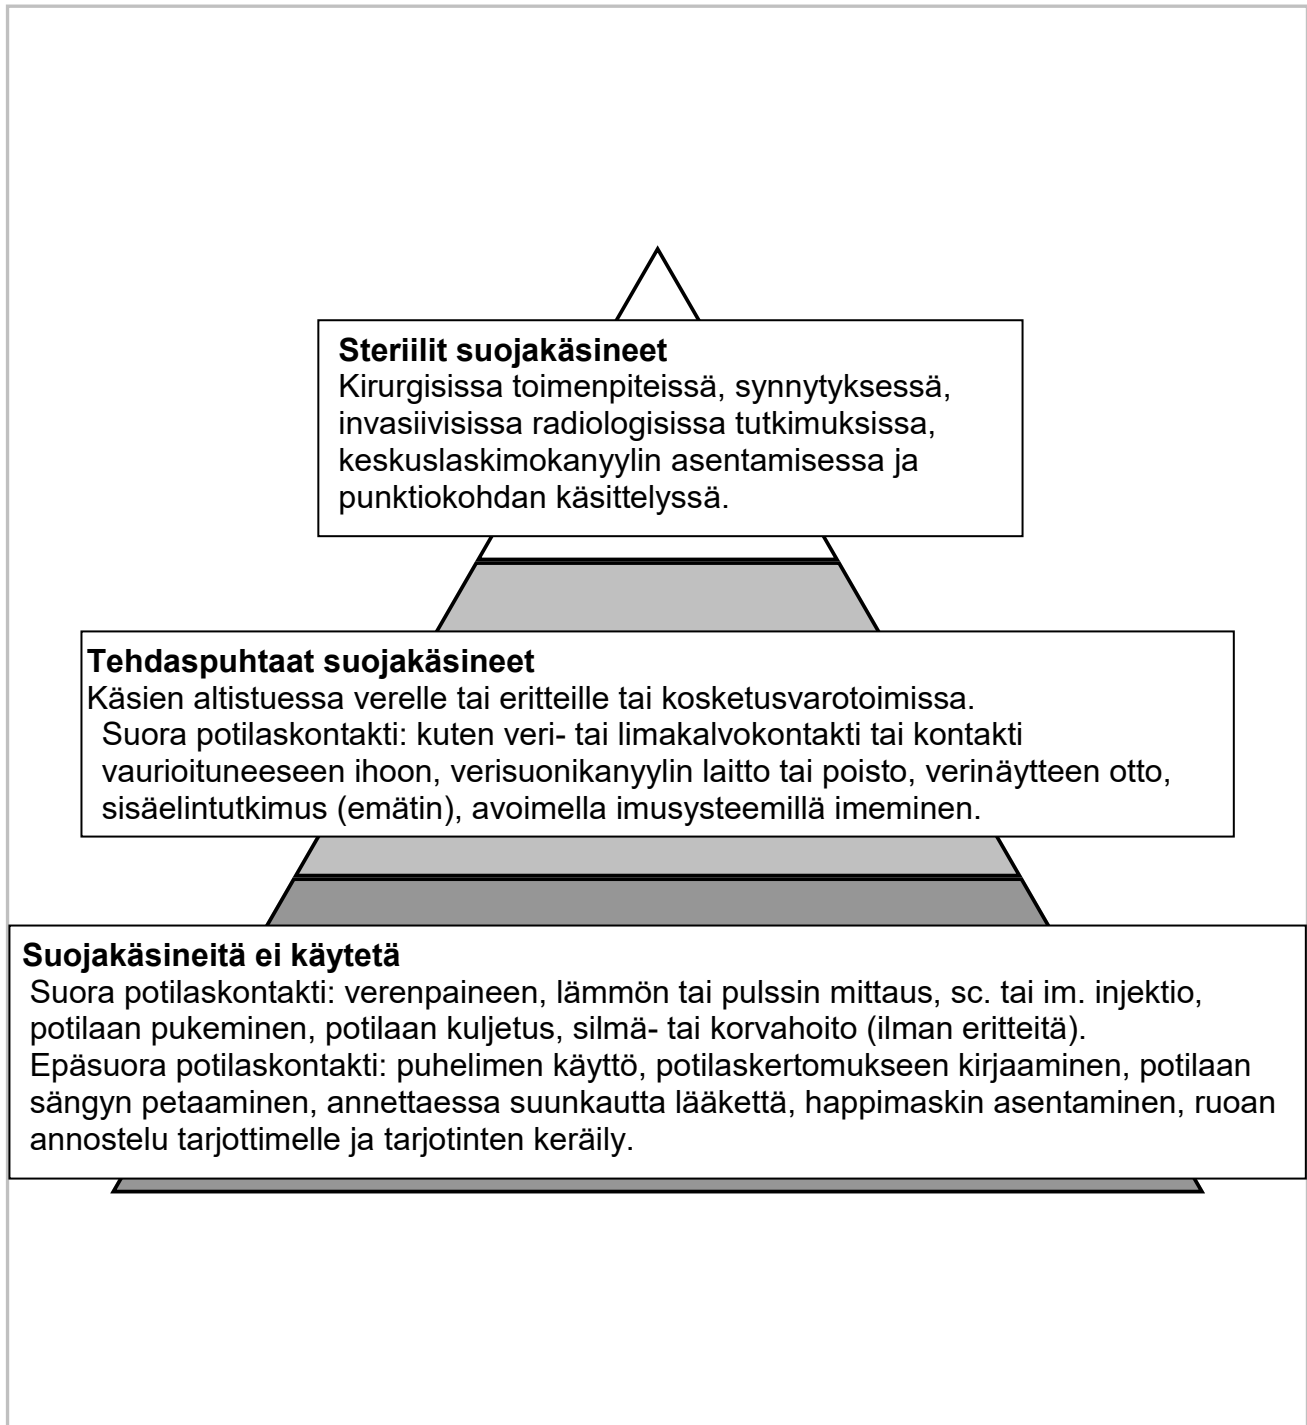 Steriilit suojakäsineet
Kirurgisissa toimenpiteissä, synnytyksessä,
invasiivisissa radiologisissa tutkimuksissa,
keskuslaskimokanyylin asentamisessa ja
punktiokohdan käsittelyssä.
Tehdaspuhtaat suojakäsineet
Käsien altistuessa verelle tai eritteille tai kosketusvarotoimissa.
Suora potilaskontakti: kuten veri- tai limakalvokontakti tai kontakti
vaurioituneeseen ihoon, verisuonikanyylin laitto tai poisto, verinäytteen otto,
sisäelintutkimus (emätin), avoimella imusysteemillä imeminen.
Suojakäsineitä ei käytetä
Suora potilaskontakti: verenpaineen, lämmön tai pulssin mittaus, sc. tai im. injektio,
potilaan pukeminen, potilaan kuljetus, silmä- tai korvahoito (ilman eritteitä).
Epäsuora potilaskontakti: puhelimen käyttö, potilaskertomukseen kirjaaminen, potilaan
sängyn petaaminen, annettaessa suunkautta lääkettä, happimaskin asentaminen, ruoan
annostelu tarjottimelle ja tarjotinten keräily.